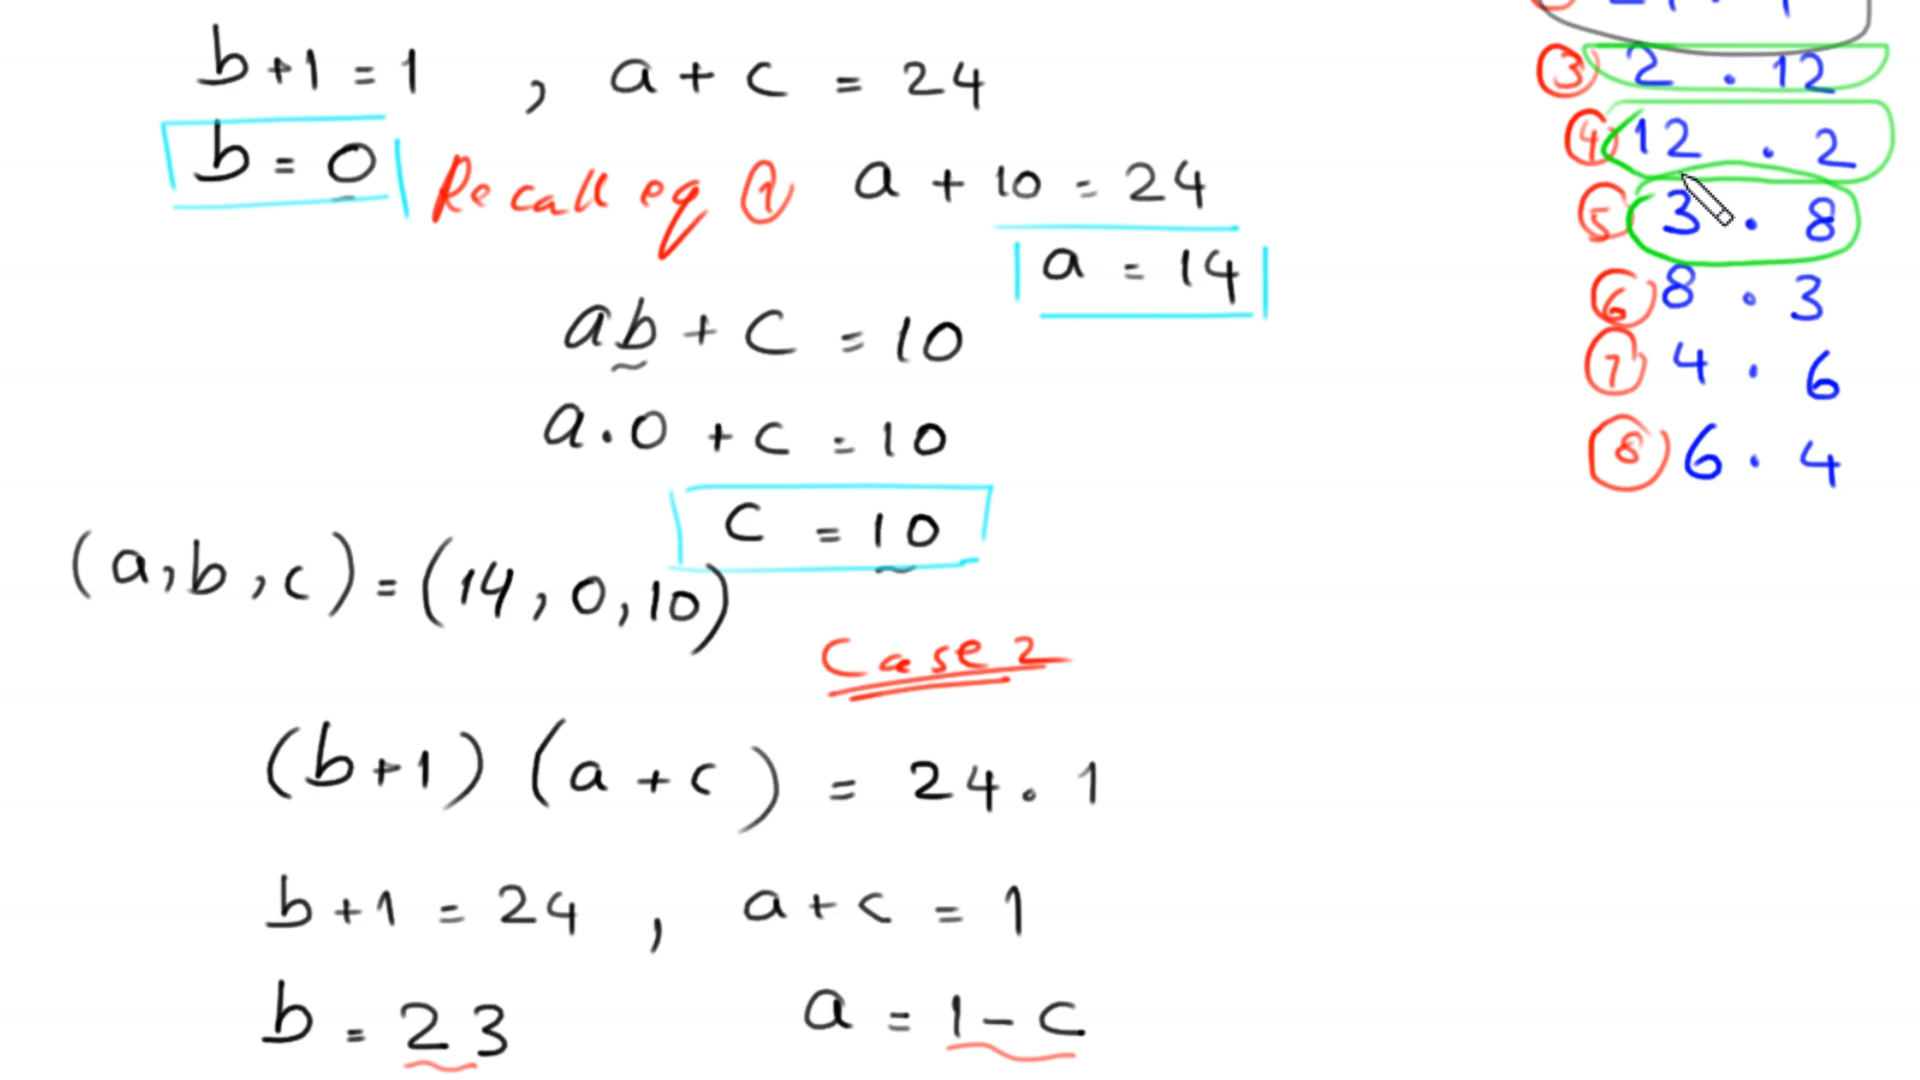 b+1 = 1 , a + c = 24
b = 0
Recall eq ① a + 10 = 24
a = 14
ab + c = 10
a.0 + c = 10
c = 10
(a, b, c) = (14, 0, 10)
Case 2
(b+1) (a + c) = 24 . 1
b+1 = 24 , a + c = 1
b = 23 a = 1 - c
③ 2 . 12
④ 12 . 2
⑤ 3 . 8
⑥ 8 . 3
⑦ 4 . 6
⑧ 6 . 4